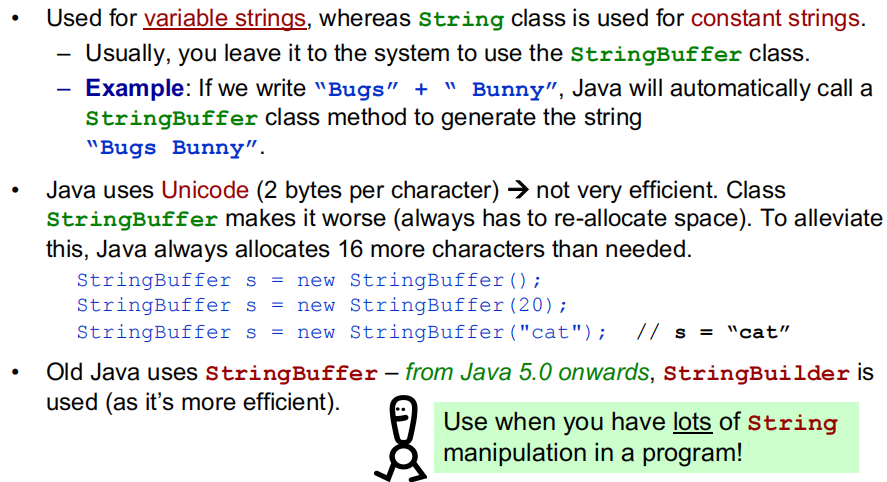 • Used for variable strings, whereas String class is used for constant strings.
– Usually, you leave it to the system to use the StringBuffer class.
– Example: If we write “Bugs” + “ Bunny”, Java will automatically call a
StringBuffer class method to generate the string
“Bugs Bunny”.
• Java uses Unicode (2 bytes per character) → not very efficient. Class
StringBuffer makes it worse (always has to re-allocate space). To alleviate
this, Java always allocates 16 more characters than needed.
StringBuffer s = new StringBuffer();
StringBuffer s = new StringBuffer(20);
StringBuffer s = new StringBuffer("cat"); // s = “cat”
• Old Java uses StringBuffer – from Java 5.0 onwards, StringBuilder is
used (as it’s more efficient).
Use when you have lots of String
manipulation in a program!